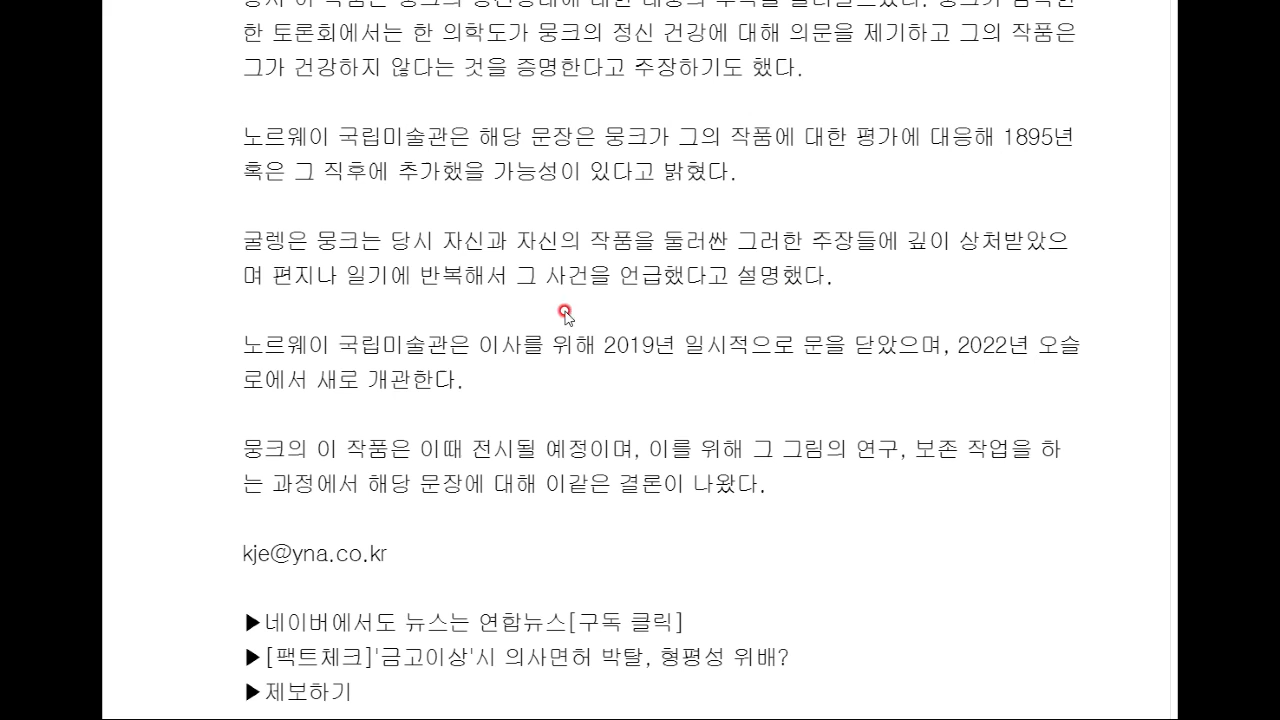 한 토론회에서는 한 의학도가 뭉크의 정신 건강에 대해 의문을 제기하고 그의 작품은
그가 건강하지 않다는 것을 증명한다고 주장하기도 했다.
노르웨이 국립미술관은 해당 문장은 뭉크가 그의 작품에 대한 평가에 대응해 1895년
혹은 그 직후에 추가했을 가능성이 있다고 밝혔다.
굴렝은 뭉크는 당시 자신과 자신의 작품을 둘러싼 그러한 주장들에 깊이 상처받았으
며 편지나 일기에 반복해서 그 사건을 언급했다고 설명했다.
노르웨이 국립미술관은 이사를 위해 2019년 일시적으로 문을 닫았으며, 2022년 오슬
로에서 새로 개관한다.
뭉크의 이 작품은 이때 전시될 예정이며, 이를 위해 그 그림의 연구, 보존 작업을 하
는 과정에서 해당 문장에 대해 이같은 결론이 나왔다.
kje@yna.co.kr
▶네이버에서도 뉴스는 연합뉴스[구독 클릭]
▶[팩트체크]'금고이상'시 의사면허 박탈, 형평성 위배?
▶제보하기